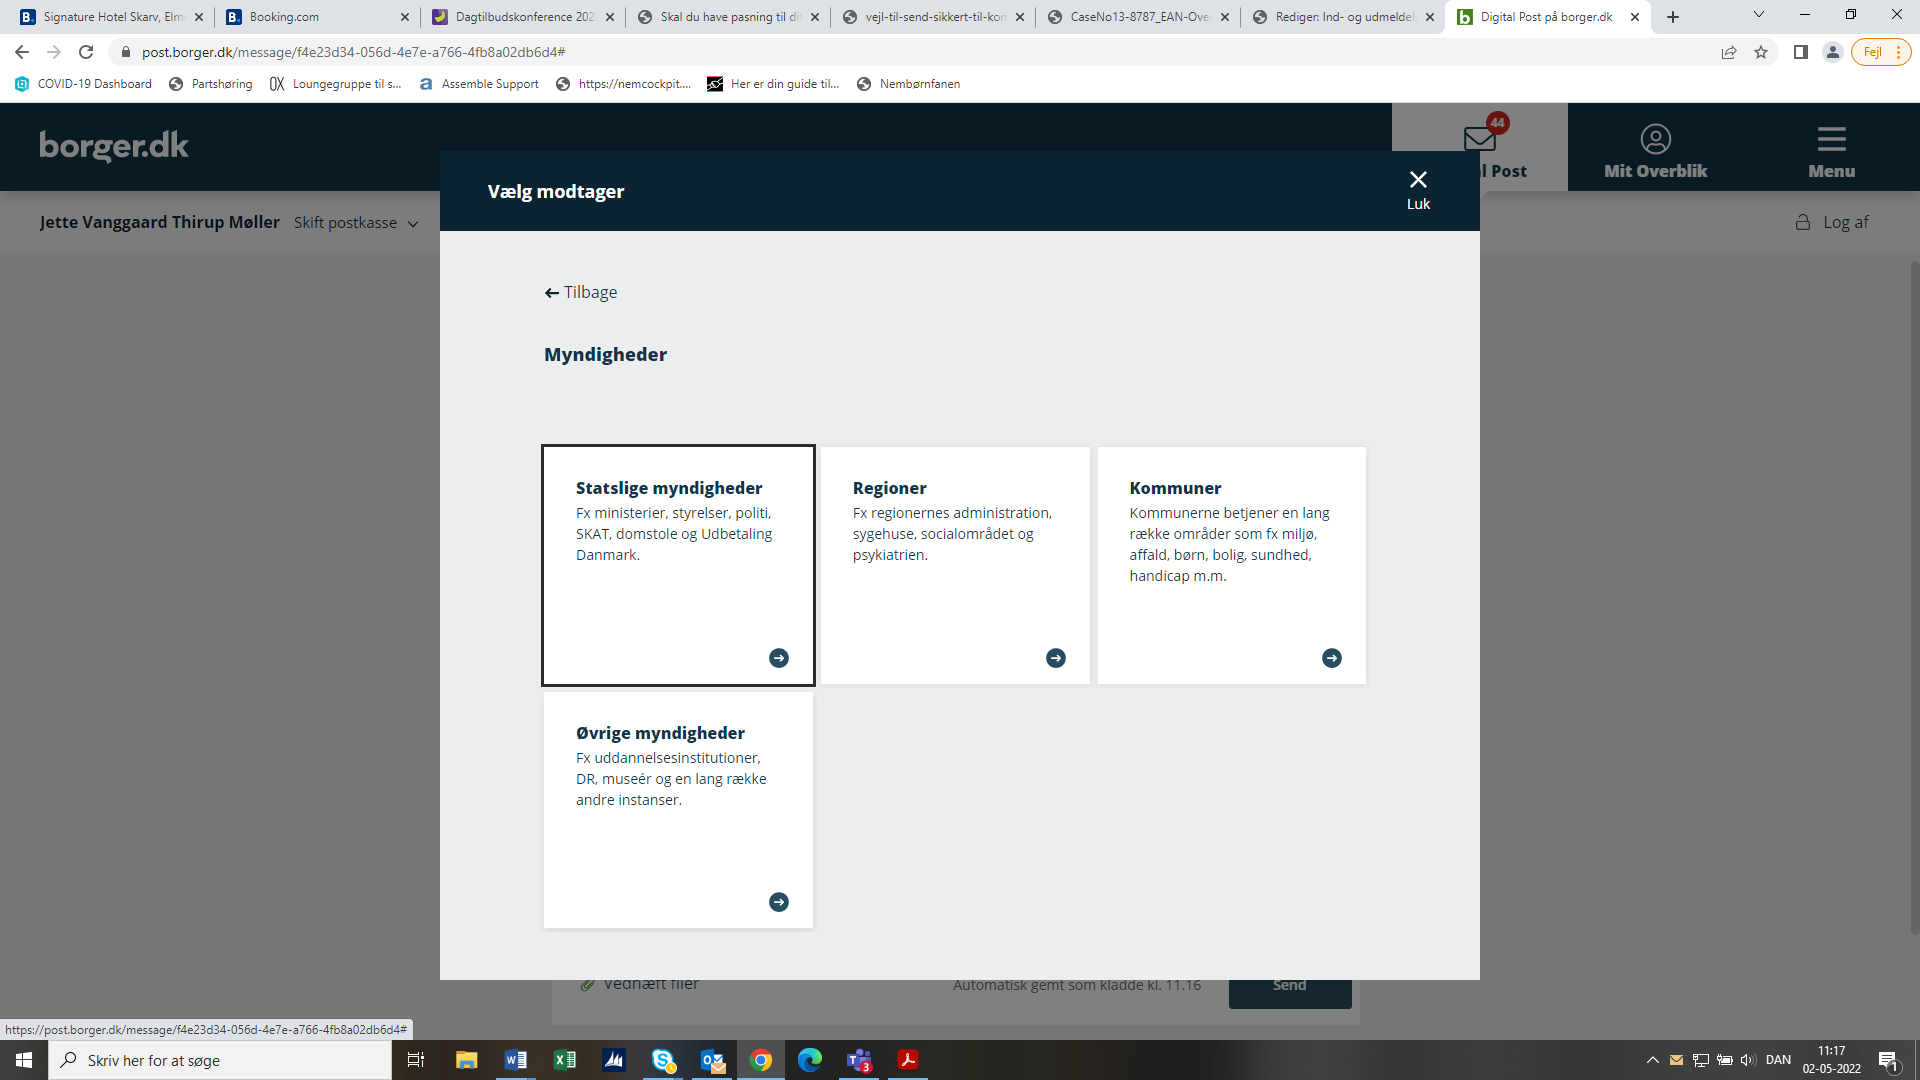 Signature Hotel Skarv, Elms
Booking.com
Dagtilbudskonference 202
Skal du have pasning til dit
vejl-til-send-sikkert-til-kon
CaseNo13-8787_EAN-Over
Rediger: Ind- og udmeldel
Digital Post på borger.dk
post.borger.dk/message/f4e23d34-056d-4e7e-a766-4fb8a02db6d4#
Fejl
COVID-19 Dashboard
Partshøring
Loungegruppe til s...
Assemble Support
https://nemcockpit....
Her er din guide til...
Nembørnfanen
borger.dk
44
l Post
Mit Overblik
Menu
Vælg modtager
Luk
Jette Vanggaard Thirup Møller
Skift postkasse
Log af
Tilbage
Myndigheder
Statslige myndigheder
Fx ministerier, styrelser, politi,
SKAT, domstole og Udbetaling
Danmark.
Regioner
Fx regionernes administration,
sygehuse, socialområdet og
psykiatrien.
Kommuner
Kommunerne betjener en lang
række områder som fx miljø,
affald, børn, bolig, sundhed,
handicap m.m.
Øvrige myndigheder
Fx uddannelsesinstitutioner,
DR, museér og en lang række
andre instanser.
Vedhæft filer
Automatisk gemt som kladde kl. 11.16
Send
https://post.borger.dk/message/f4e23d34-056d-4e7e-a766-4fb8a02db6d4#
Skriv her for at søge
3
DAN
11:17
02-05-2022
1